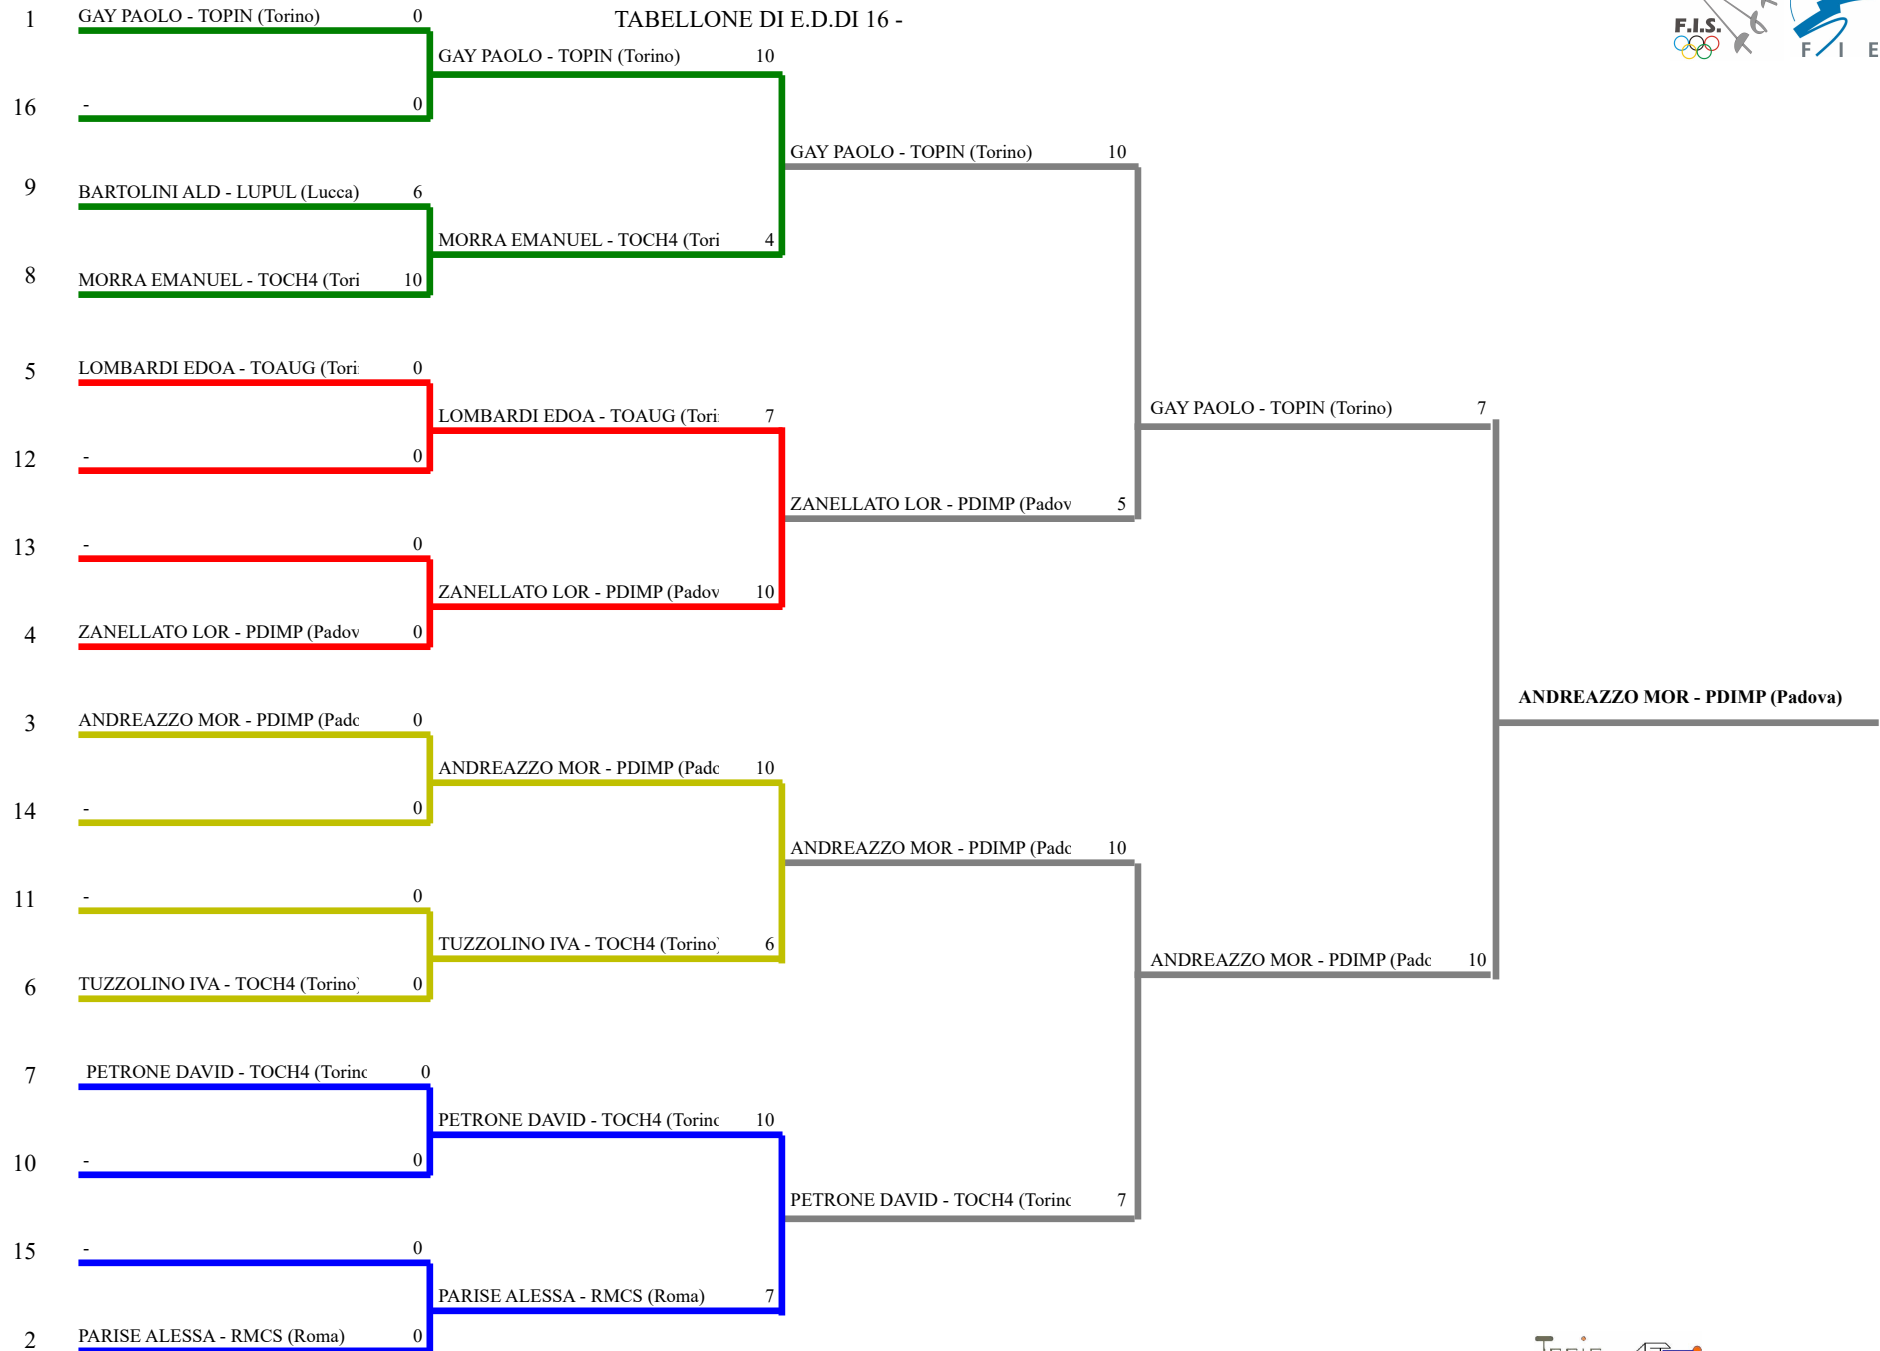 TABELLONE DI E.D.DI 16 -
F.I.S.
F I E
1 GAY PAOLO - TOPIN (Torino) 0
GAY PAOLO - TOPIN (Torino) 10
16 - 0
GAY PAOLO - TOPIN (Torino) 10
9 BARTOLINI ALD - LUPUL (Lucca) 6
MORRA EMANUEL - TOCH4 (Tori 4
8 MORRA EMANUEL - TOCH4 (Tori 10
5 LOMBARDI EDOA - TOAUG (Tori 0
GAY PAOLO - TOPIN (Torino) 7
LOMBARDI EDOA - TOAUG (Tori 7
12 - 0
ZANELLATO LOR - PDIMP (Padov 5
13 - 0
ZANELLATO LOR - PDIMP (Padov 10
4 ZANELLATO LOR - PDIMP (Padov 0
ANDREAZZO MOR - PDIMP (Padova)
3 ANDREAZZO MOR - PDIMP (Pado 0
ANDREAZZO MOR - PDIMP (Pado 10
14 - 0
ANDREAZZO MOR - PDIMP (Pado 10
11 - 0
TUZZOLINO IVA - TOCH4 (Torino) 6
ANDREAZZO MOR - PDIMP (Pado 10
6 TUZZOLINO IVA - TOCH4 (Torino) 0
7 PETRONE DAVID - TOCH4 (Torino 0
PETRONE DAVID - TOCH4 (Torino 10
10 - 0
PETRONE DAVID - TOCH4 (Torino 7
15 - 0
PARISE ALESSA - RMCS (Roma) 7
2 PARISE ALESSA - RMCS (Roma) 0